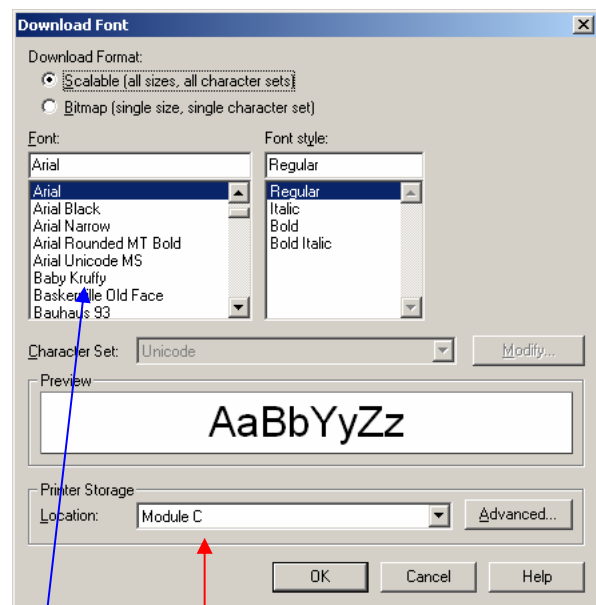 Download Font
Download Format:
Scalable (all sizes, all character sets)
Bitmap (single size, single character set)
Font: Font style:
Arial Regular
Arial Regular
Arial Black Italic
Arial Narrow Bold
Arial Rounded MT Bold Bold Italic
Arial Unicode MS
Baby Kruffy
Baskerville Old Face
Bauhaus 93
Character Set: Unicode Modify...
Preview
AaBbYyZz
Printer Storage
Location: Module C Advanced...
OK Cancel Help